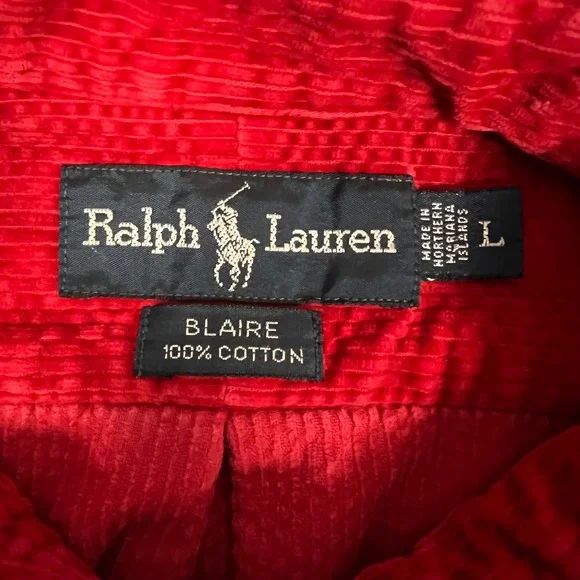 Ralph Lauren
MADE IN
NORTHERN
MARIANA
ISLANDS
L
BLAIRE
100% COTTON